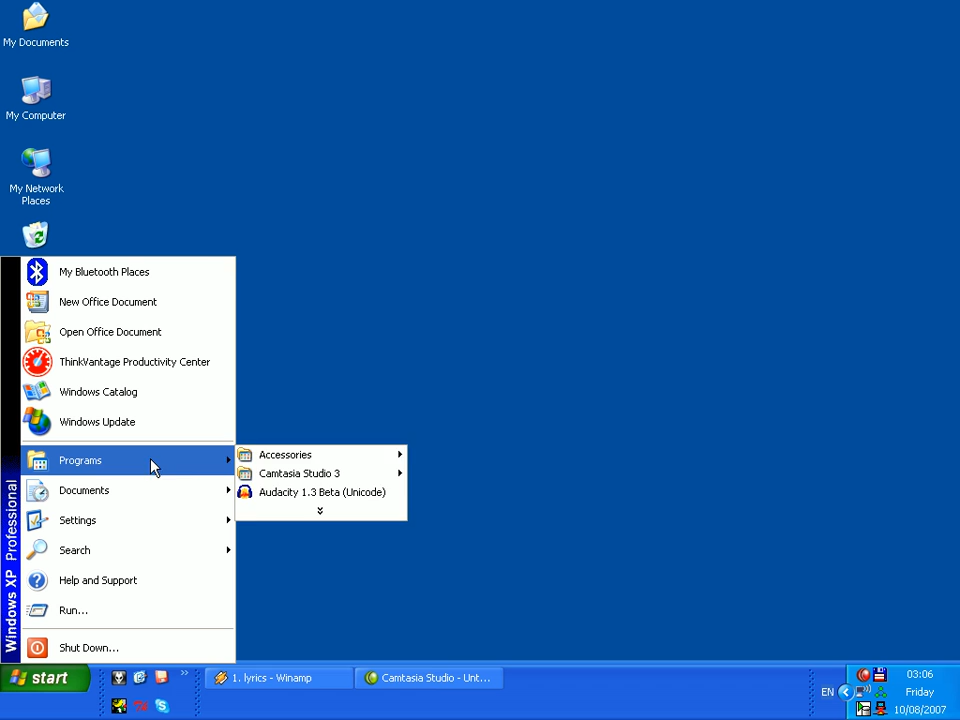 My Documents
My Computer
My Network
Places
My Bluetooth Places
New Office Document
Open Office Document
ThinkVantage Productivity Center
Windows Catalog
Windows Update
Programs
Documents
Settings
Search
Help and Support
Run...
Shut Down...
Windows XP Professional
Accessories
Camtasia Studio 3
Audacity 1.3 Beta (Unicode)
start
1. lyrics - Winamp
Camtasia Studio - Unt...
EN
03:06
Friday
10/08/2007